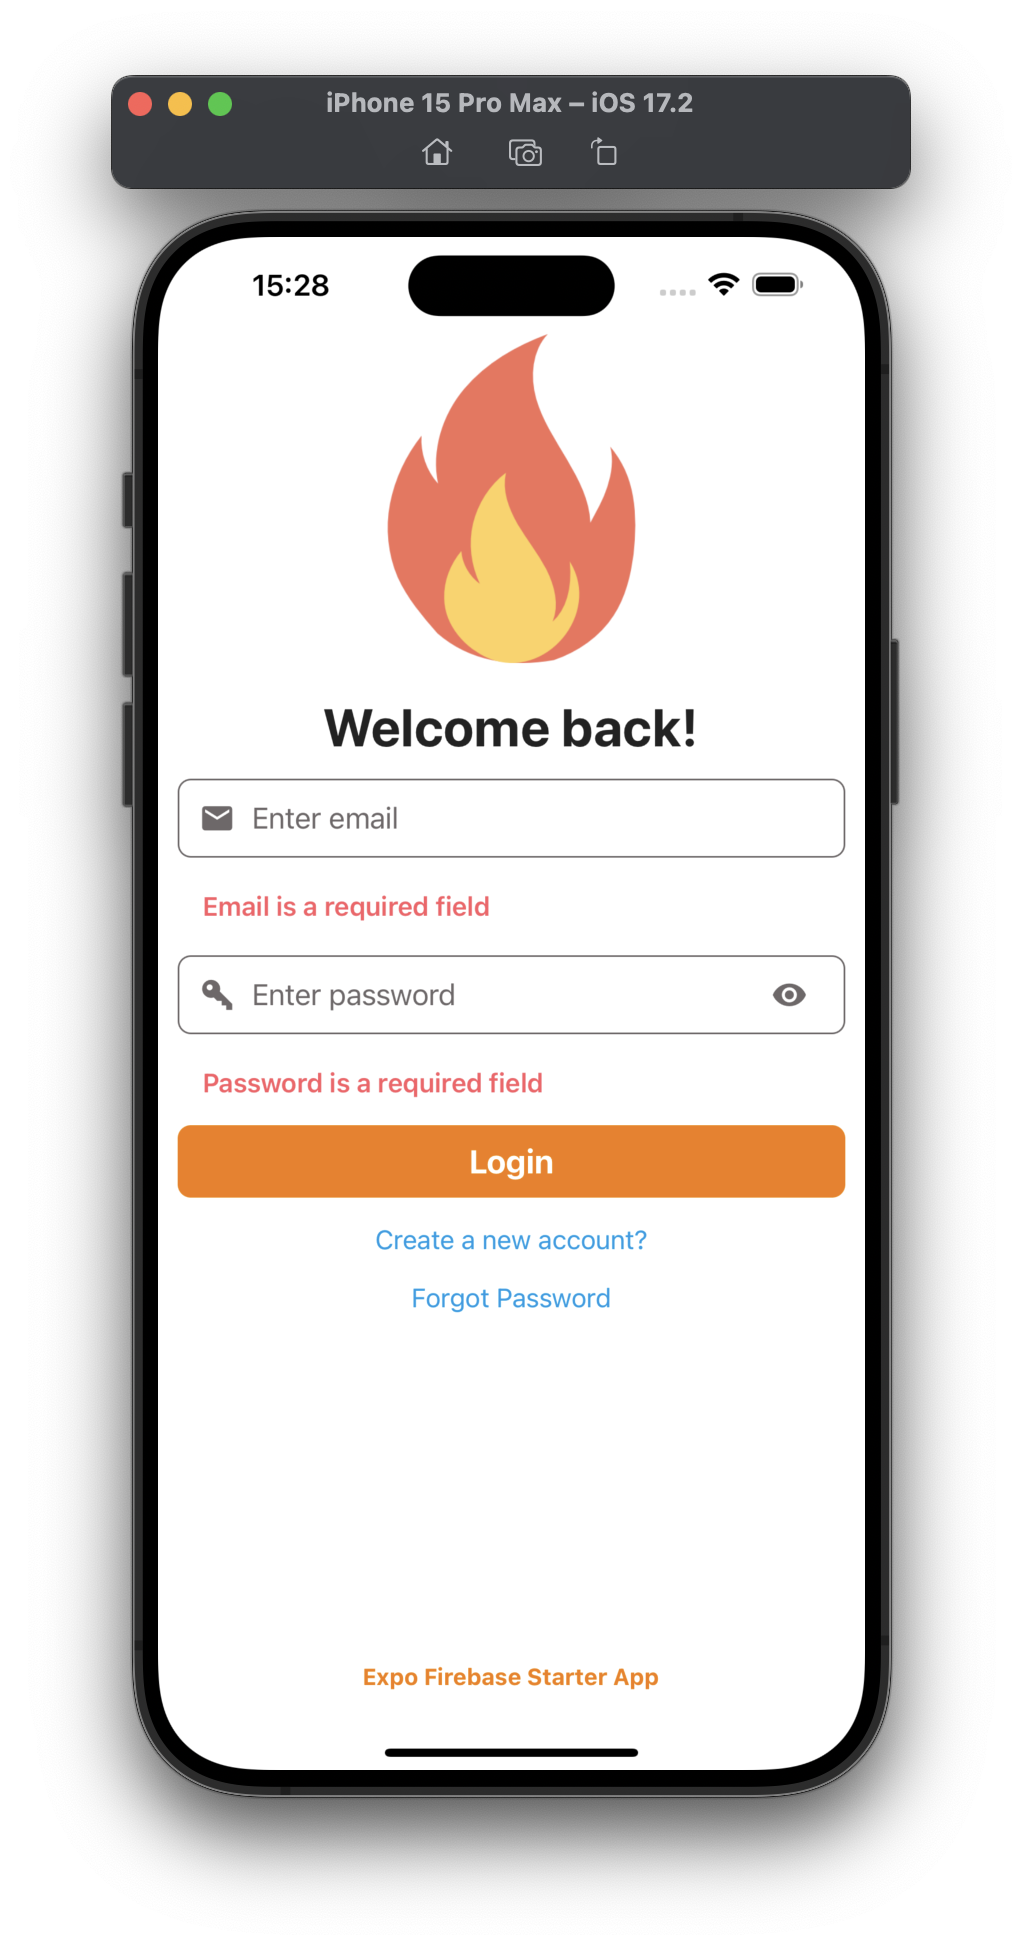 iPhone 15 Pro Max – iOS 17.2
15:28
Welcome back!
Enter email
Email is a required field
Enter password
Password is a required field
Login
Create a new account?
Forgot Password
Expo Firebase Starter App